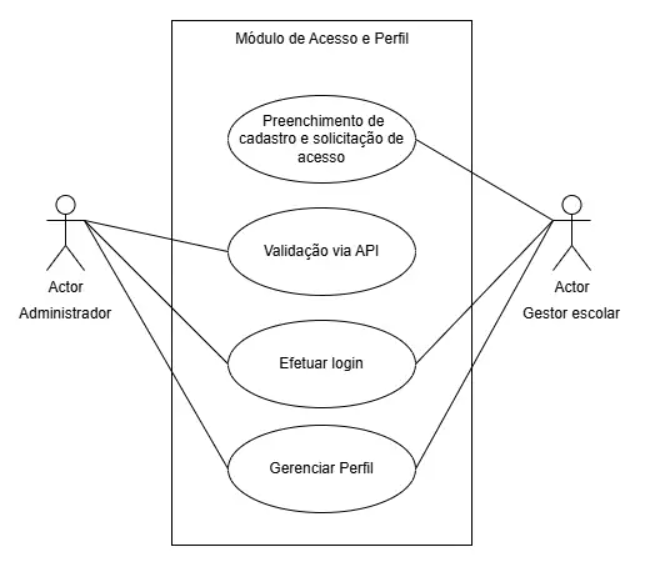 Módulo de Acesso e Perfil
Preenchimento de
cadastro e solicitação de
acesso
Validação via API
Actor
Administrador
Actor
Gestor escolar
Efetuar login
Gerenciar Perfil